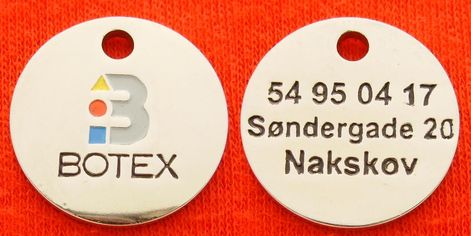 B
BOTEX
54 95 04 17
Søndergade 20
Nakskov